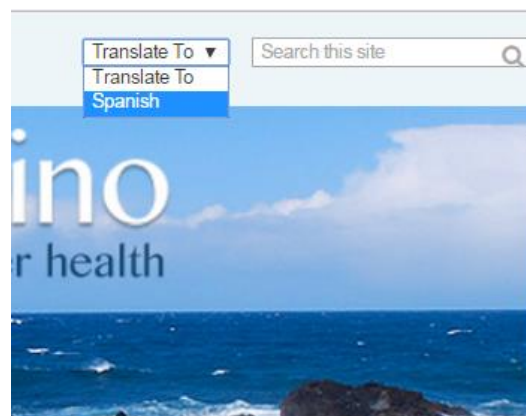 Translate To ▼ Search this site
Translate To
Spanish
ino
r health